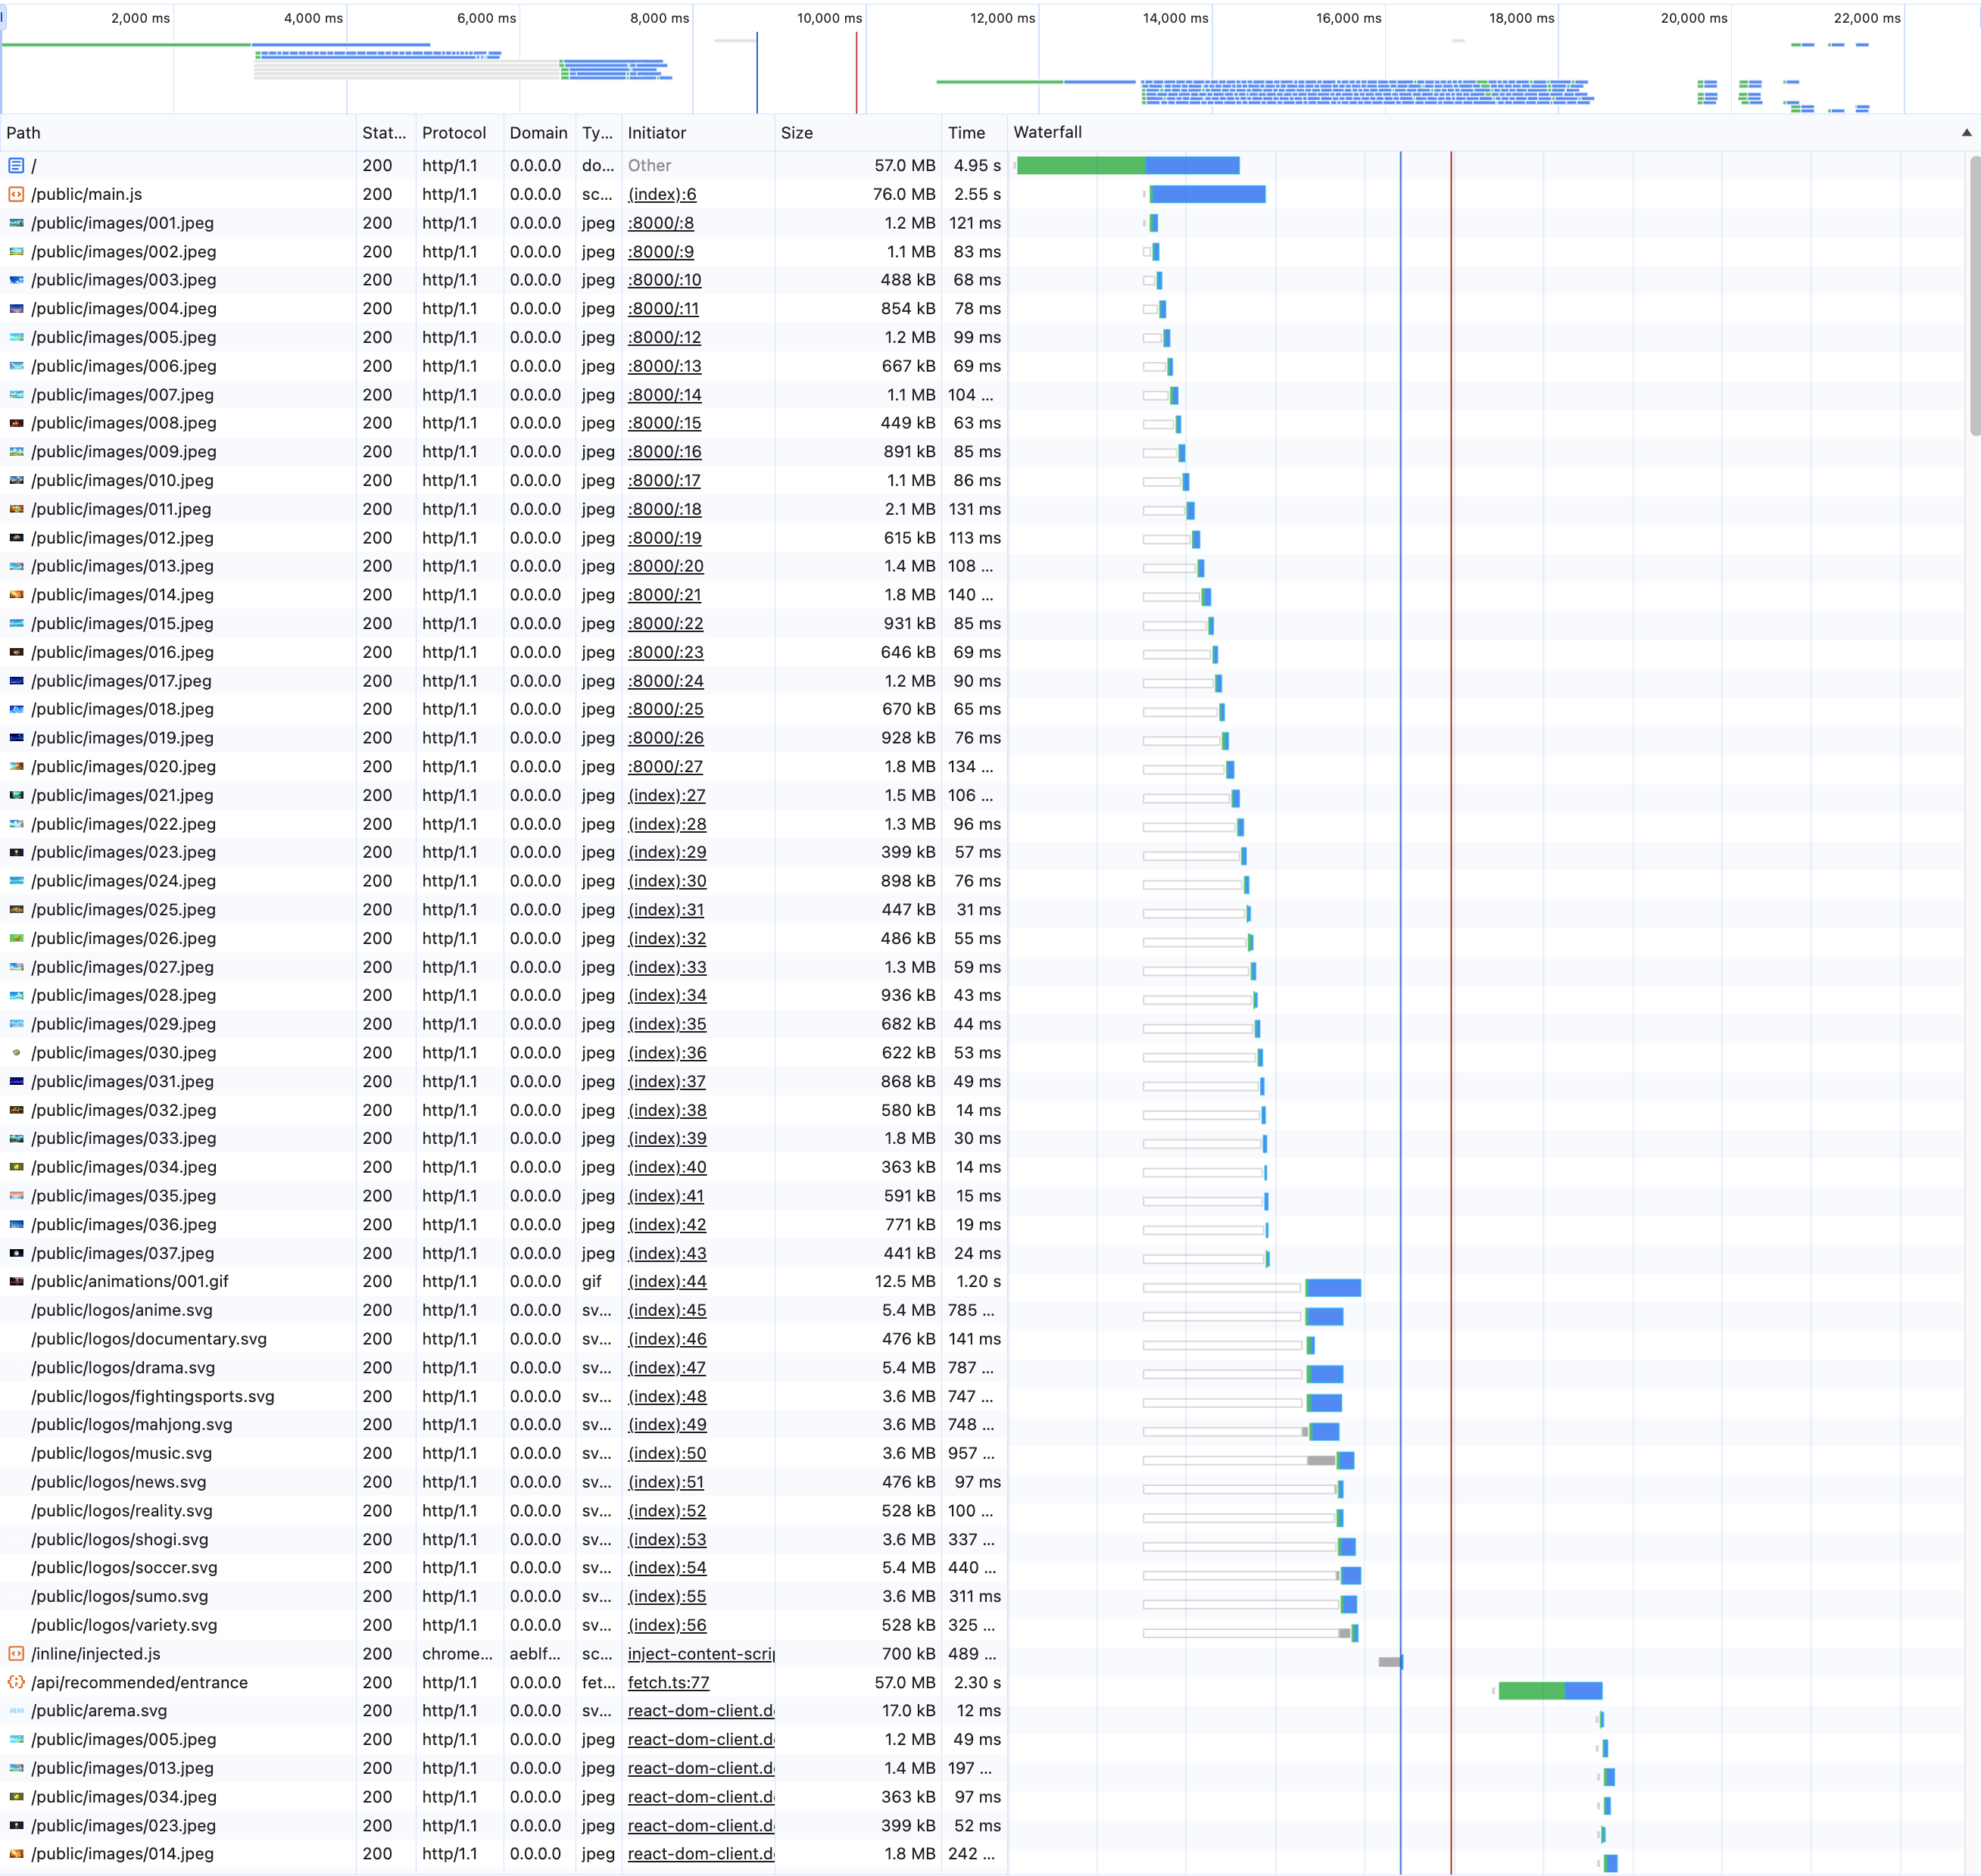 2,000 ms 4,000 ms 6,000 ms 8,000 ms 10,000 ms 12,000 ms 14,000 ms 16,000 ms 18,000 ms 20,000 ms 22,000 ms
Path Stat... Protocol Domain Ty... Initiator Size Time Waterfall
/ 200 http/1.1 0.0.0.0 do... Other 57.0 MB 4.95 s
/public/main.js 200 http/1.1 0.0.0.0 sc... (index):6 76.0 MB 2.55 s
/public/images/001.jpeg 200 http/1.1 0.0.0.0 jpeg :8000/:8 1.2 MB 121 ms
/public/images/002.jpeg 200 http/1.1 0.0.0.0 jpeg :8000/:9 1.1 MB 83 ms
/public/images/003.jpeg 200 http/1.1 0.0.0.0 jpeg :8000/:10 488 kB 68 ms
/public/images/004.jpeg 200 http/1.1 0.0.0.0 jpeg :8000/:11 854 kB 78 ms
/public/images/005.jpeg 200 http/1.1 0.0.0.0 jpeg :8000/:12 1.2 MB 99 ms
/public/images/006.jpeg 200 http/1.1 0.0.0.0 jpeg :8000/:13 667 kB 69 ms
/public/images/007.jpeg 200 http/1.1 0.0.0.0 jpeg :8000/:14 1.1 MB 104 ...
/public/images/008.jpeg 200 http/1.1 0.0.0.0 jpeg :8000/:15 449 kB 63 ms
/public/images/009.jpeg 200 http/1.1 0.0.0.0 jpeg :8000/:16 891 kB 85 ms
/public/images/010.jpeg 200 http/1.1 0.0.0.0 jpeg :8000/:17 1.1 MB 86 ms
/public/images/011.jpeg 200 http/1.1 0.0.0.0 jpeg :8000/:18 2.1 MB 131 ms
/public/images/012.jpeg 200 http/1.1 0.0.0.0 jpeg :8000/:19 615 kB 113 ms
/public/images/013.jpeg 200 http/1.1 0.0.0.0 jpeg :8000/:20 1.4 MB 108 ...
/public/images/014.jpeg 200 http/1.1 0.0.0.0 jpeg :8000/:21 1.8 MB 140 ...
/public/images/015.jpeg 200 http/1.1 0.0.0.0 jpeg :8000/:22 931 kB 85 ms
/public/images/016.jpeg 200 http/1.1 0.0.0.0 jpeg :8000/:23 646 kB 69 ms
/public/images/017.jpeg 200 http/1.1 0.0.0.0 jpeg :8000/:24 1.2 MB 90 ms
/public/images/018.jpeg 200 http/1.1 0.0.0.0 jpeg :8000/:25 670 kB 65 ms
/public/images/019.jpeg 200 http/1.1 0.0.0.0 jpeg :8000/:26 928 kB 76 ms
/public/images/020.jpeg 200 http/1.1 0.0.0.0 jpeg :8000/:27 1.8 MB 134 ...
/public/images/021.jpeg 200 http/1.1 0.0.0.0 jpeg (index):27 1.5 MB 106 ...
/public/images/022.jpeg 200 http/1.1 0.0.0.0 jpeg (index):28 1.3 MB 96 ms
/public/images/023.jpeg 200 http/1.1 0.0.0.0 jpeg (index):29 399 kB 57 ms
/public/images/024.jpeg 200 http/1.1 0.0.0.0 jpeg (index):30 898 kB 76 ms
/public/images/025.jpeg 200 http/1.1 0.0.0.0 jpeg (index):31 447 kB 31 ms
/public/images/026.jpeg 200 http/1.1 0.0.0.0 jpeg (index):32 486 kB 55 ms
/public/images/027.jpeg 200 http/1.1 0.0.0.0 jpeg (index):33 1.3 MB 59 ms
/public/images/028.jpeg 200 http/1.1 0.0.0.0 jpeg (index):34 936 kB 43 ms
/public/images/029.jpeg 200 http/1.1 0.0.0.0 jpeg (index):35 682 kB 44 ms
/public/images/030.jpeg 200 http/1.1 0.0.0.0 jpeg (index):36 622 kB 53 ms
/public/images/031.jpeg 200 http/1.1 0.0.0.0 jpeg (index):37 868 kB 49 ms
/public/images/032.jpeg 200 http/1.1 0.0.0.0 jpeg (index):38 580 kB 14 ms
/public/images/033.jpeg 200 http/1.1 0.0.0.0 jpeg (index):39 1.8 MB 30 ms
/public/images/034.jpeg 200 http/1.1 0.0.0.0 jpeg (index):40 363 kB 14 ms
/public/images/035.jpeg 200 http/1.1 0.0.0.0 jpeg (index):41 591 kB 15 ms
/public/images/036.jpeg 200 http/1.1 0.0.0.0 jpeg (index):42 771 kB 19 ms
/public/images/037.jpeg 200 http/1.1 0.0.0.0 jpeg (index):43 441 kB 24 ms
/public/animations/001.gif 200 http/1.1 0.0.0.0 gif (index):44 12.5 MB 1.20 s
/public/logos/anime.svg 200 http/1.1 0.0.0.0 sv... (index):45 5.4 MB 785 ...
/public/logos/documentary.svg 200 http/1.1 0.0.0.0 sv... (index):46 476 kB 141 ms
/public/logos/drama.svg 200 http/1.1 0.0.0.0 sv... (index):47 5.4 MB 787 ...
/public/logos/fightingsports.svg 200 http/1.1 0.0.0.0 sv... (index):48 3.6 MB 747 ...
/public/logos/mahjong.svg 200 http/1.1 0.0.0.0 sv... (index):49 3.6 MB 748 ...
/public/logos/music.svg 200 http/1.1 0.0.0.0 sv... (index):50 3.6 MB 957 ...
/public/logos/news.svg 200 http/1.1 0.0.0.0 sv... (index):51 476 kB 97 ms
/public/logos/reality.svg 200 http/1.1 0.0.0.0 sv... (index):52 528 kB 100 ...
/public/logos/shogi.svg 200 http/1.1 0.0.0.0 sv... (index):53 3.6 MB 337 ...
/public/logos/soccer.svg 200 http/1.1 0.0.0.0 sv... (index):54 5.4 MB 440 ...
/public/logos/sumo.svg 200 http/1.1 0.0.0.0 sv... (index):55 3.6 MB 311 ms
/public/logos/variety.svg 200 http/1.1 0.0.0.0 sv... (index):56 528 kB 325 ...
/inline/injected.js 200 chrome... aeblf... sc... inject-content-scri 700 kB 489 ...
/api/recommended/entrance 200 http/1.1 0.0.0.0 fet... fetch.ts:77 57.0 MB 2.30 s
/public/arema.svg 200 http/1.1 0.0.0.0 sv... react-dom-client.d 17.0 kB 12 ms
/public/images/005.jpeg 200 http/1.1 0.0.0.0 jpeg react-dom-client.d 1.2 MB 49 ms
/public/images/013.jpeg 200 http/1.1 0.0.0.0 jpeg react-dom-client.d 1.4 MB 197 ...
/public/images/034.jpeg 200 http/1.1 0.0.0.0 jpeg react-dom-client.d 363 kB 97 ms
/public/images/023.jpeg 200 http/1.1 0.0.0.0 jpeg react-dom-client.d 399 kB 52 ms
/public/images/014.jpeg 200 http/1.1 0.0.0.0 jpeg react-dom-client.d 1.8 MB 242 ...